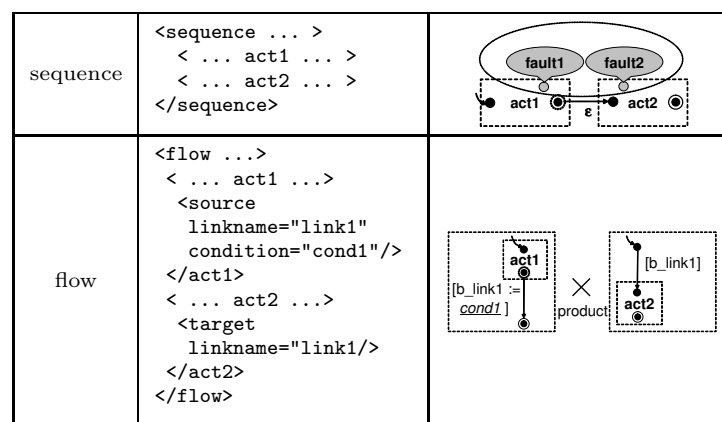 sequence
<sequence ... >
< ... act1 ... >
< ... act2 ... >
</sequence>
fault1 fault2
act1 act2
ε
flow
<flow ...>
< ... act1 ...>
<source
linkname="link1"
condition="cond1"/>
</act1>
< ... act2 ...>
<target
linkname="link1/>
</act2>
</flow>
act1
[b_link1 :=
cond1 ]
product
[b_link1]
act2